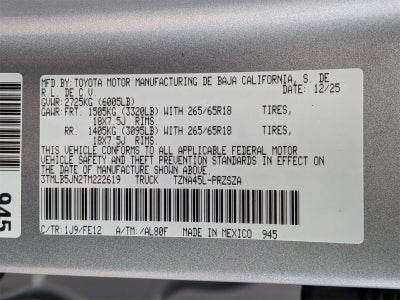 MFD.BY:TOYOTA MOTOR MANUFACTURING DE BAJA CALIFORNIA, S. DE
R.L. DE C.V. DATE: 12/25
GVWR:2725KG (6005LB)
GAWR:FRT. 1505KG (3320LB) WITH 265/65R18 TIRES,
18X7.5J RIMS.
RR. 1405KG (3095LB) WITH 265/65R18 TIRES,
18X7.5J RIMS.
THIS VEHICLE CONFORMS TO ALL APPLICABLE FEDERAL MOTOR
VEHICLE SAFETY AND THEFT PREVENTION STANDARDS IN EFFECT ON
THE DATE OF MANUFACTURE SHOWN ABOVE.
3TMLB5JN2TM222619 TRUCK TZNA45L-PRZSZA
C/TR:1J9/FE12 A/TM:/AL80F MADE IN MEXICO 945
945